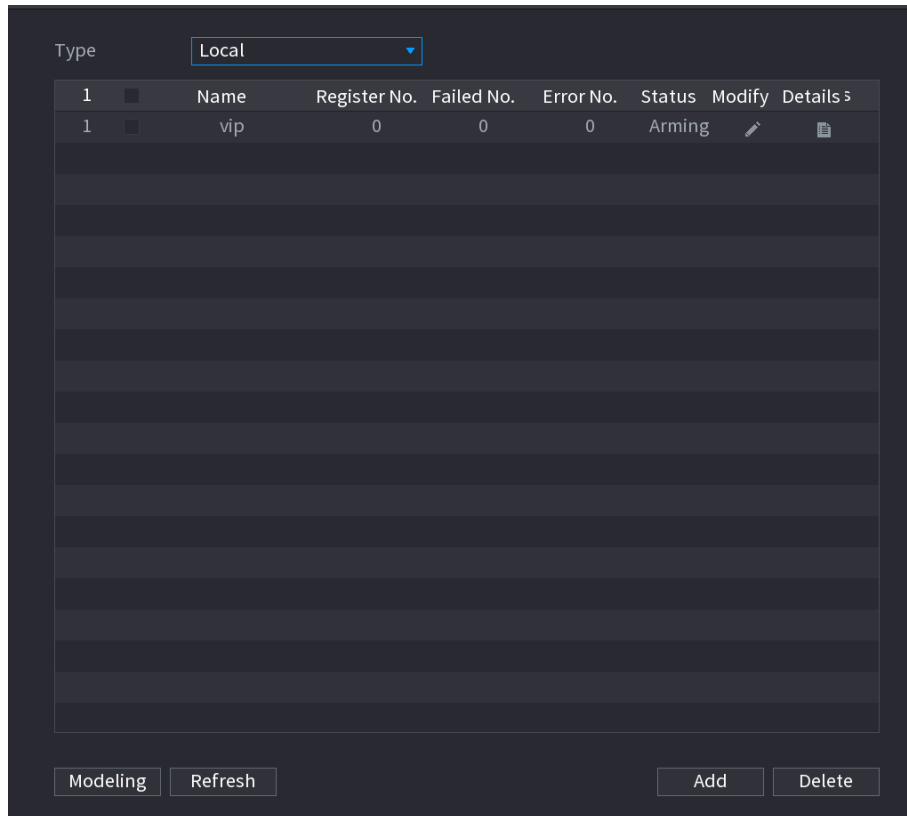 Type Local
1 Name Register No. Failed No. Error No. Status Modify Details s
1 vip 0 0 0 Arming
Modeling Refresh Add Delete